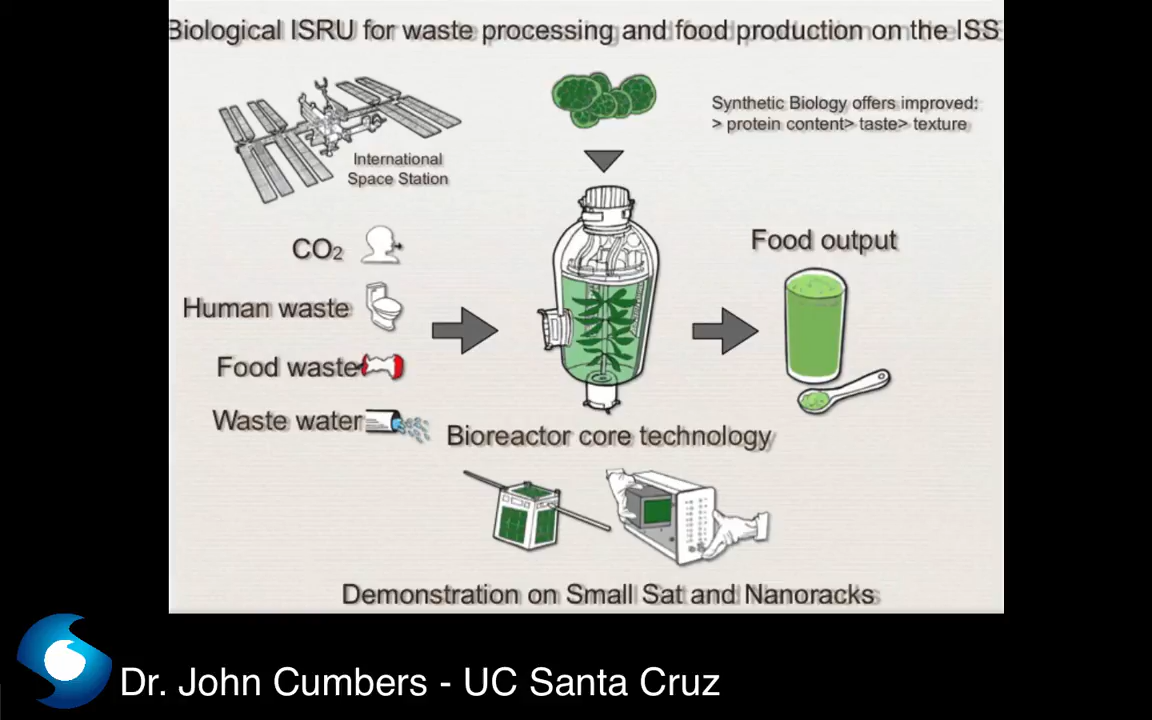 Biological ISRU for waste processing and food production on the ISS
Synthetic Biology offers improved:
> protein content> taste> texture
International
Space Station
CO2
Food output
Human waste
Food waste
Waste water
Bioreactor core technology
Demonstration on Small Sat and Nanoracks
Dr. John Cumbers - UC Santa Cruz